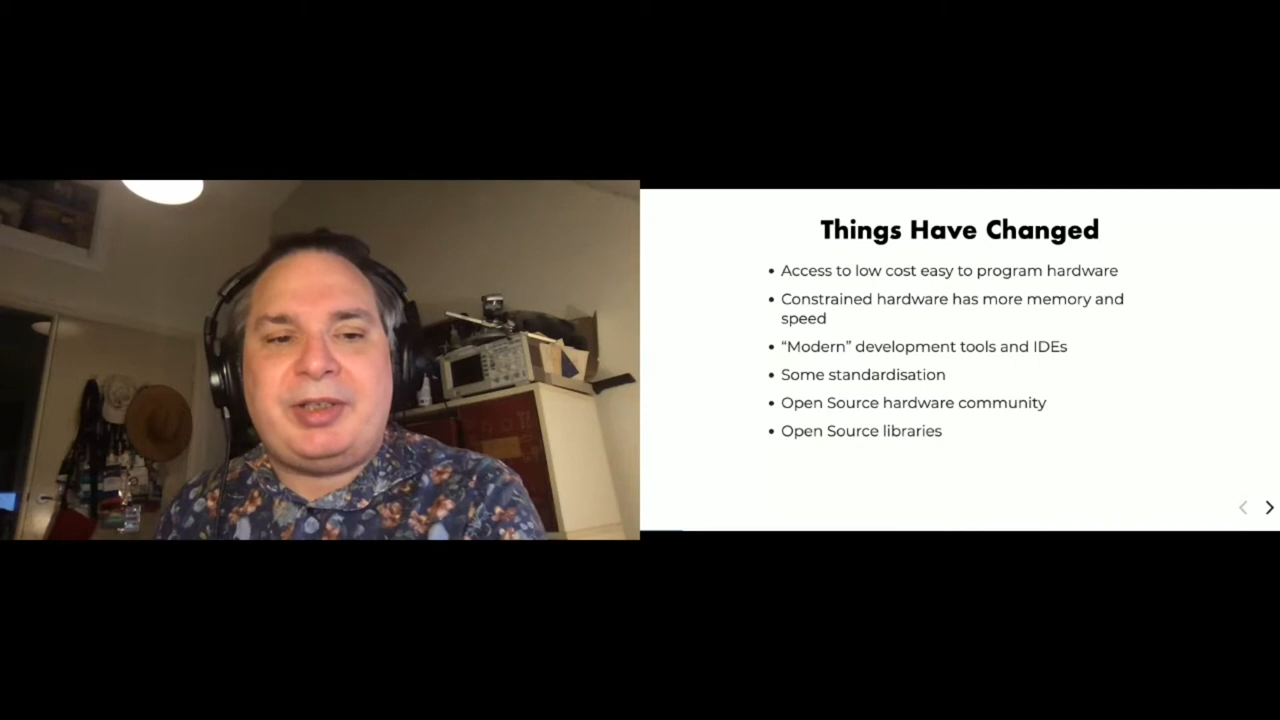 Things Have Changed
• Access to low cost easy to program hardware
• Constrained hardware has more memory and
speed
• “Modern” development tools and IDEs
• Some standardisation
• Open Source hardware community
• Open Source libraries